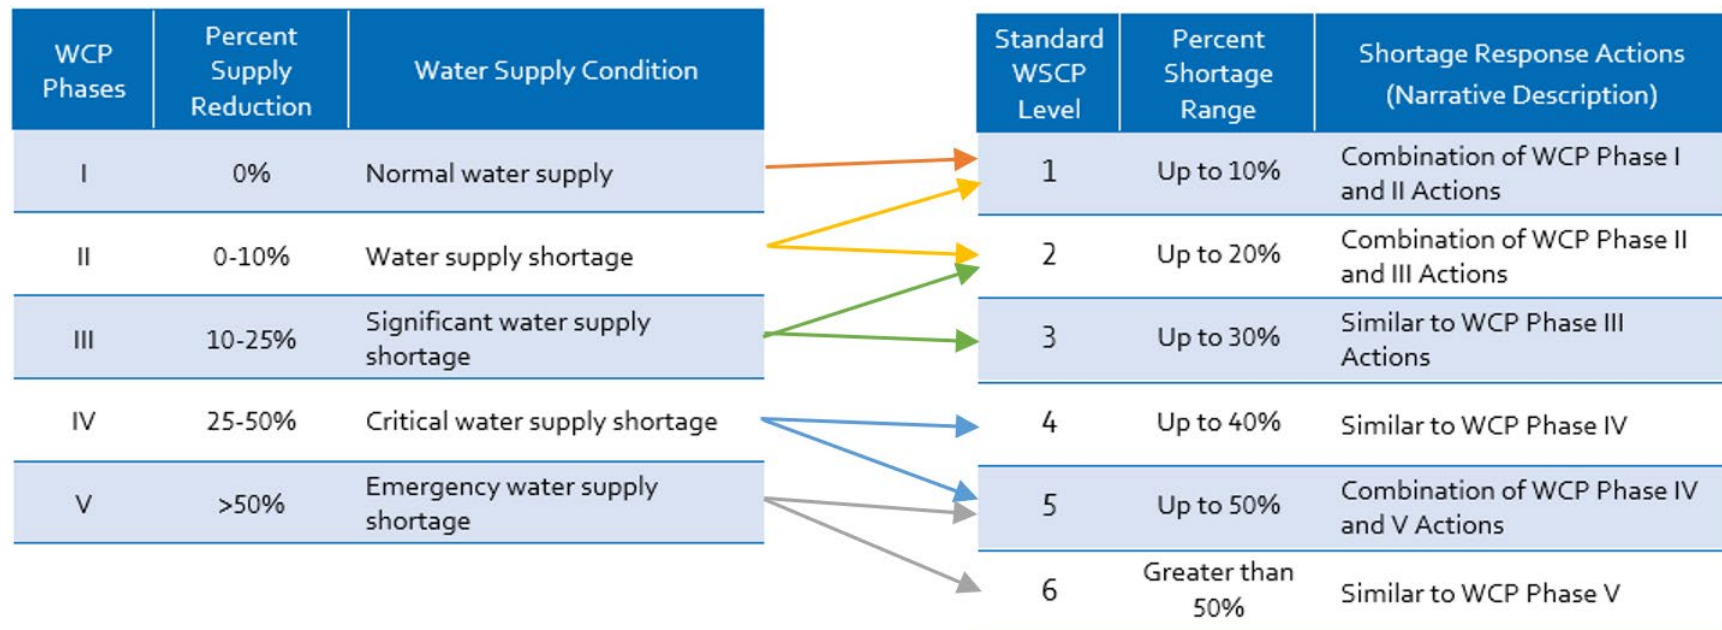 WCP
Phases
Percent
Supply
Reduction
Water Supply Condition
I
0%
Normal water supply
II
0-10%
Water supply shortage
III
10-25%
Significant water supply
shortage
IV
25-50%
Critical water supply shortage
V
>50%
Emergency water supply
shortage
Standard
WSCP
Level
Percent
Shortage
Range
Shortage Response Actions
(Narrative Description)
1
Up to 10%
Combination of WCP Phase I
and II Actions
2
Up to 20%
Combination of WCP Phase II
and III Actions
3
Up to 30%
Similar to WCP Phase III
Actions
4
Up to 40%
Similar to WCP Phase IV
5
Up to 50%
Combination of WCP Phase IV
and V Actions
6
Greater than
50%
Similar to WCP Phase V